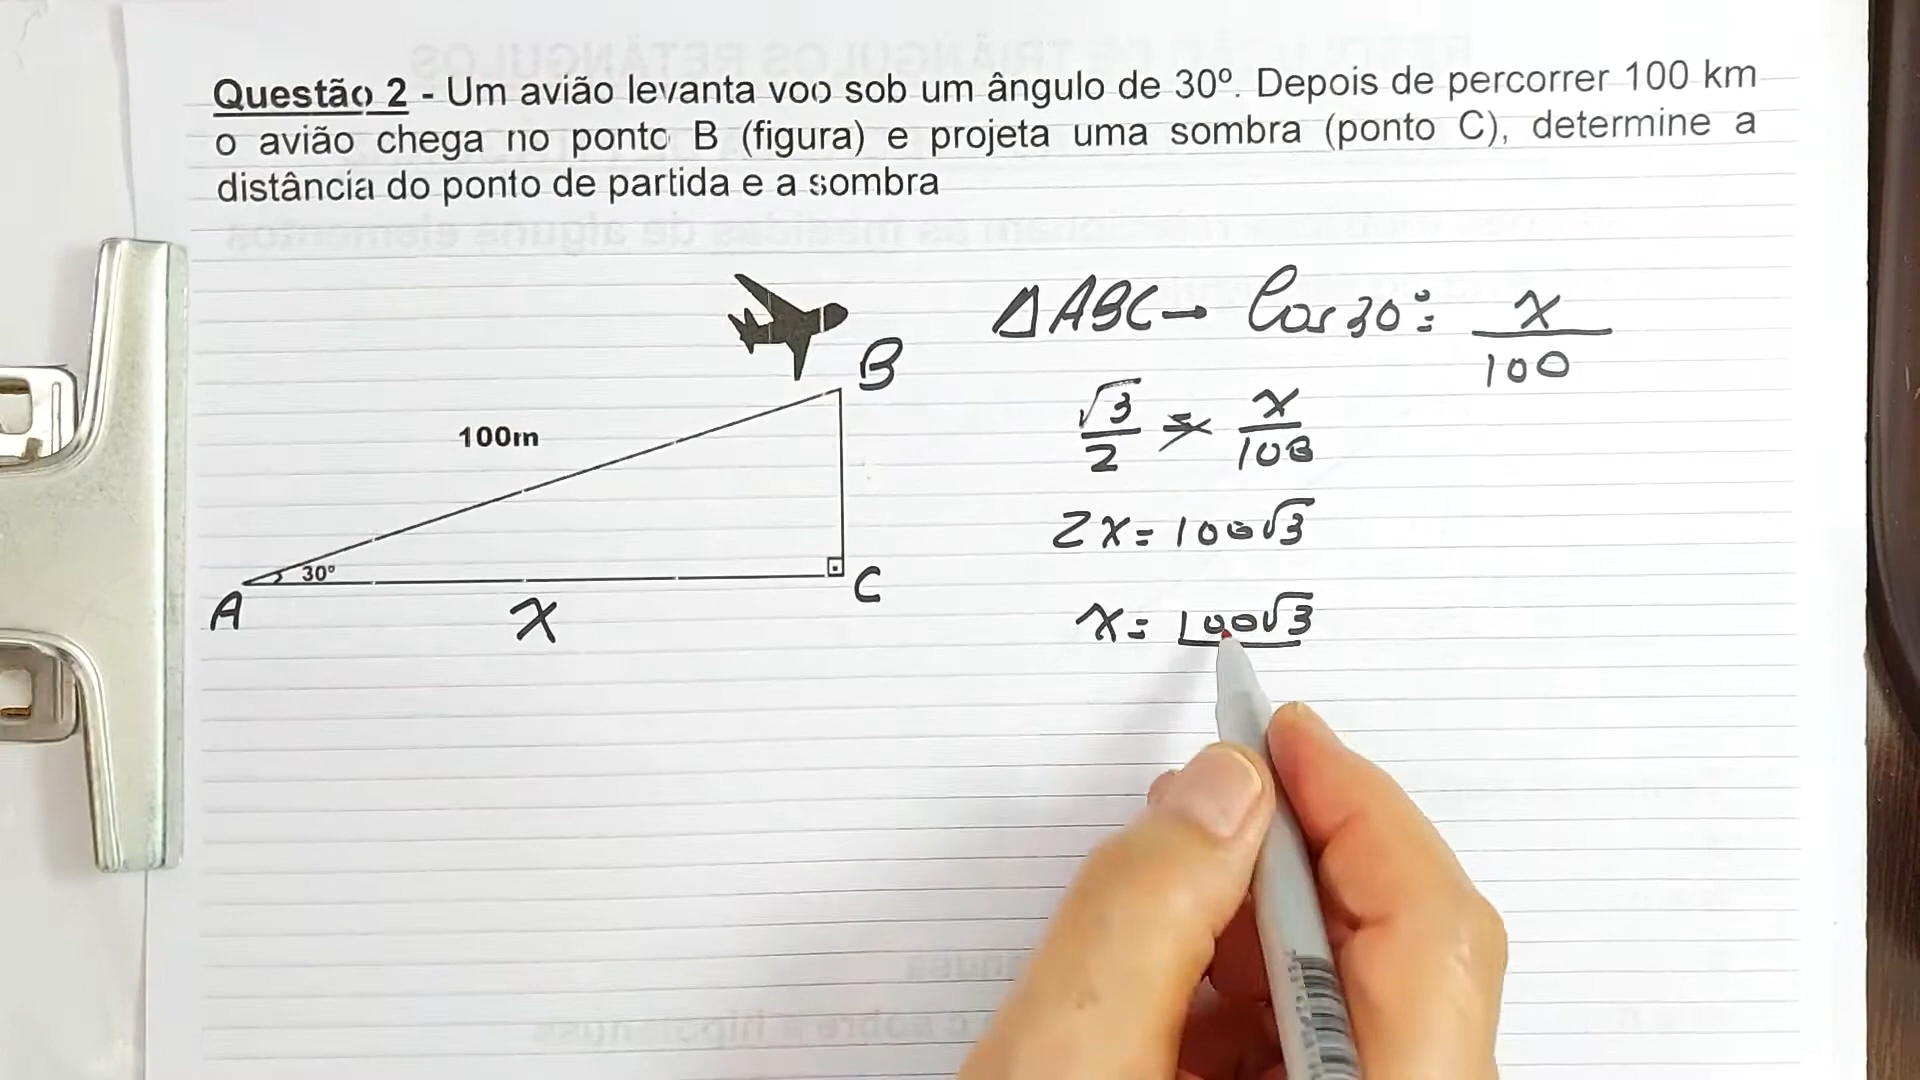 Questão 2 - Um avião levanta voo sob um ângulo de 30º. Depois de percorrer 100 km
o avião chega no ponto B (figura) e projeta uma sombra (ponto C), determine a
distância do ponto de partida e a sombra
B
100m
30º
A
x
C
△ABC → Cos 30º = x/100
√3/2 = x/100
2x = 100√3
x = 100√3